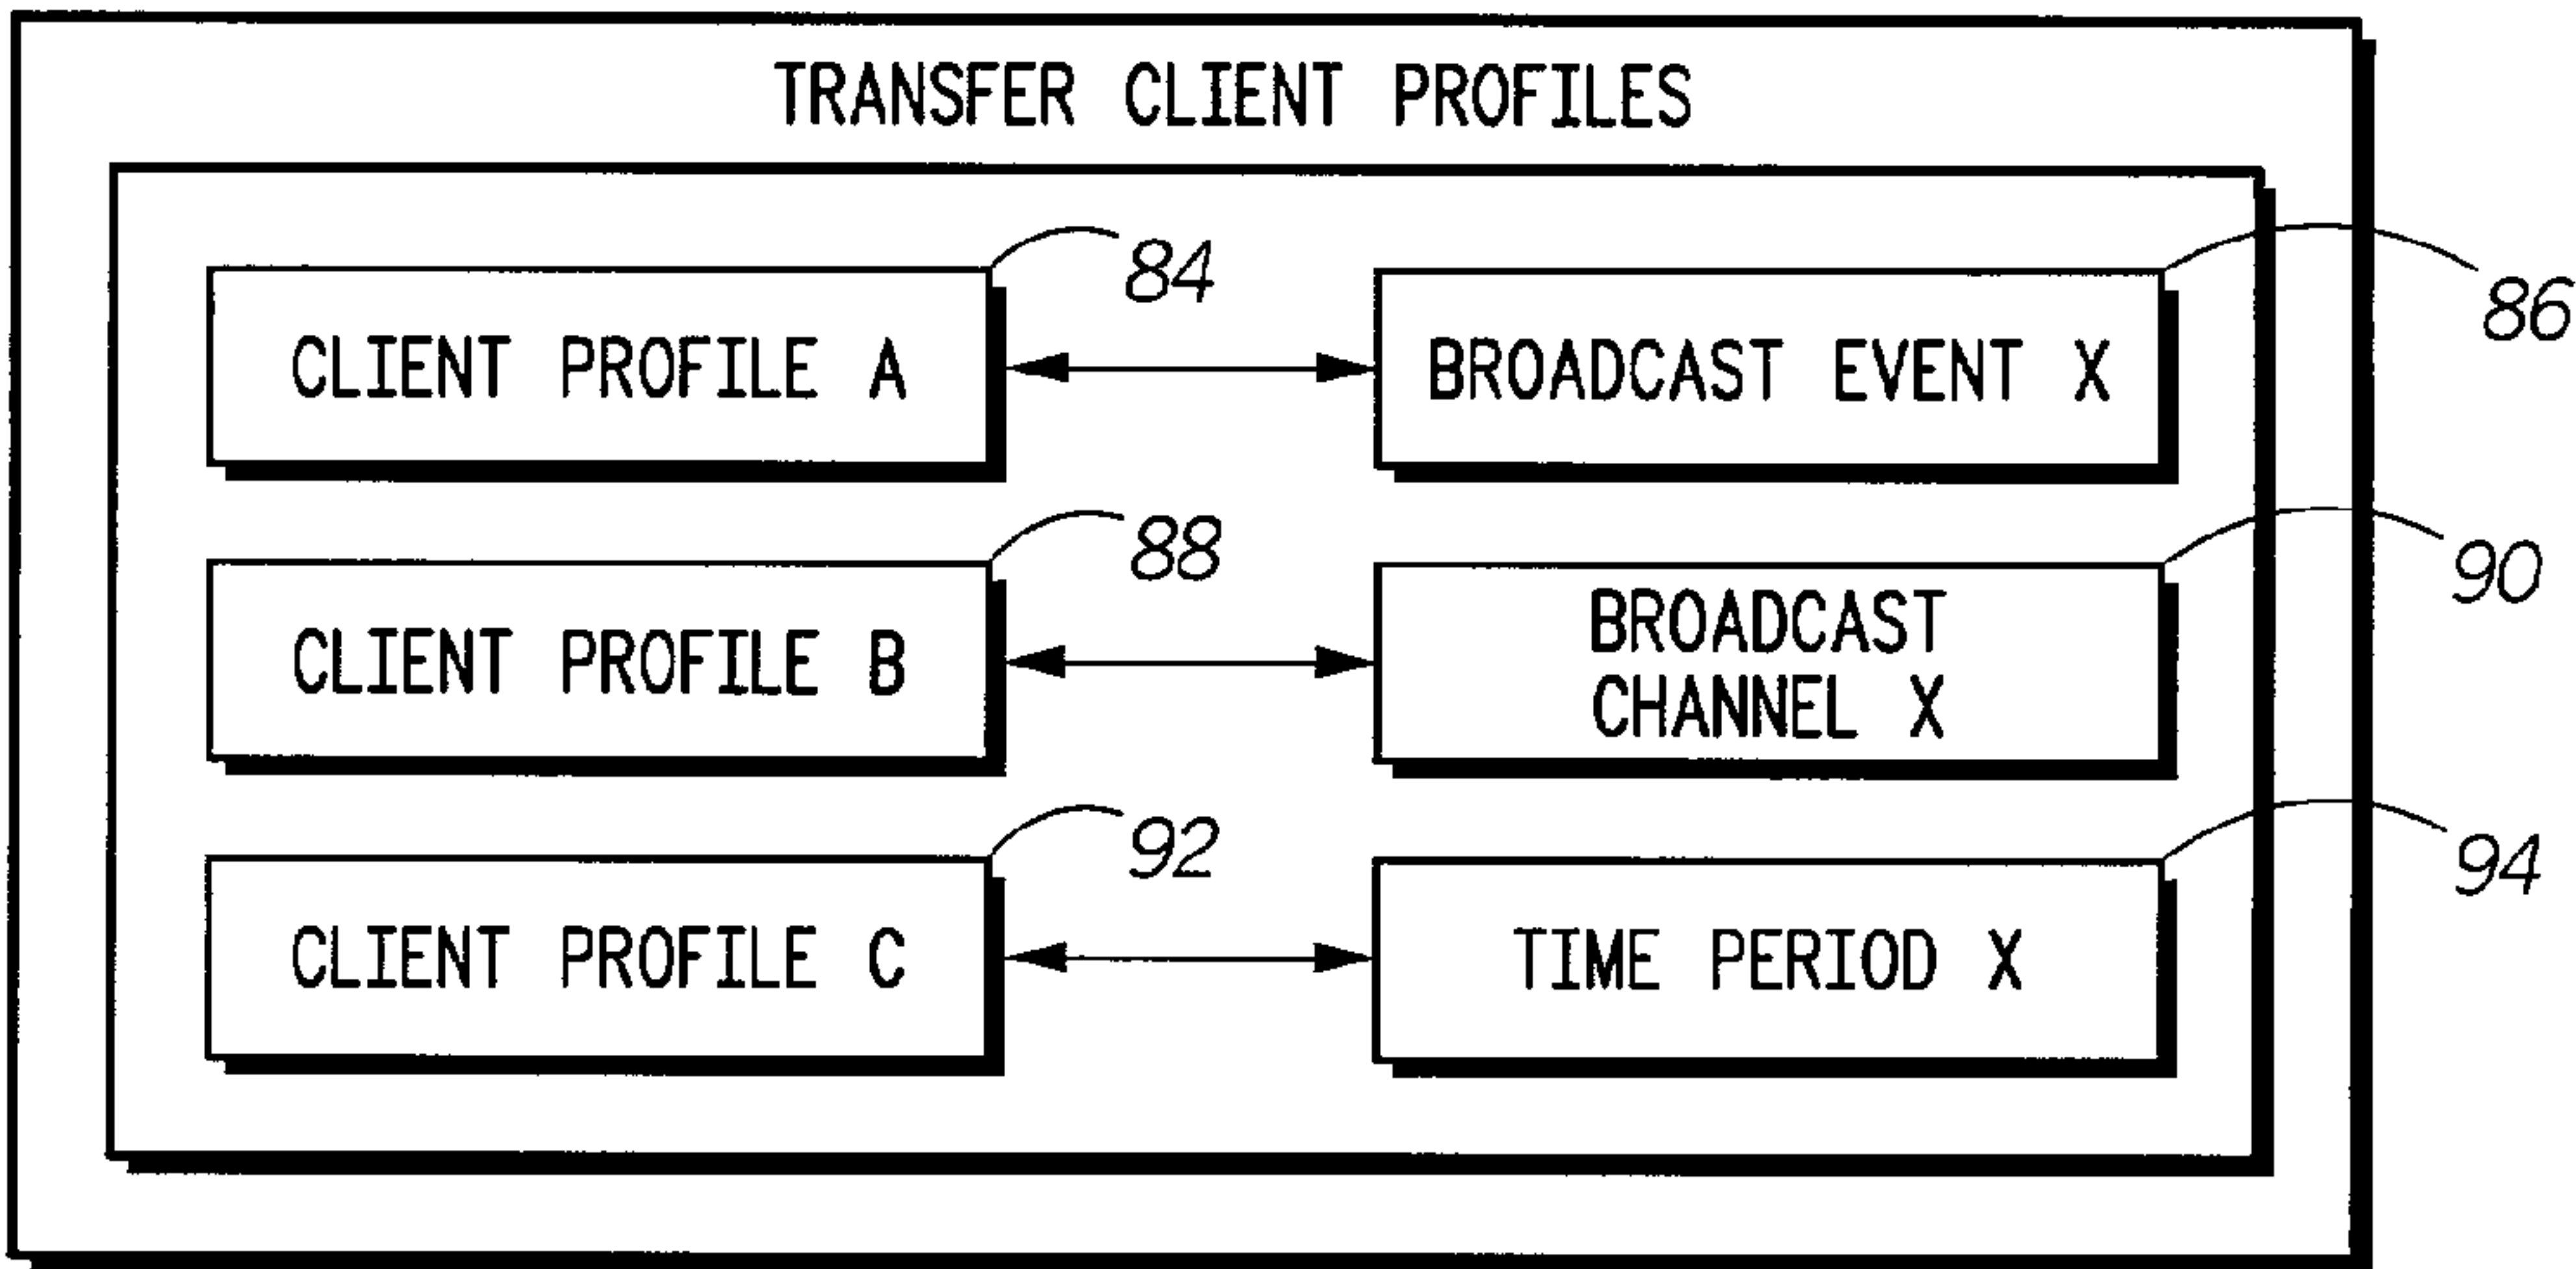 TRANSFER CLIENT PROFILES
84
86
CLIENT PROFILE A
BROADCAST EVENT X
88
90
CLIENT PROFILE B
BROADCAST
CHANNEL X
92
94
CLIENT PROFILE C
TIME PERIOD X